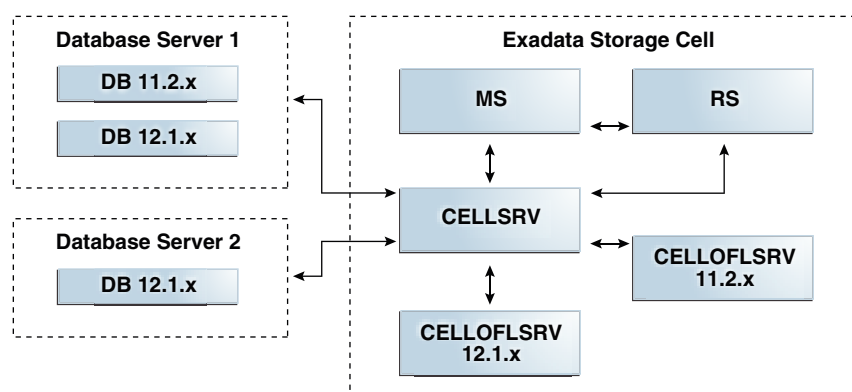 Database Server 1
DB 11.2.x
DB 12.1.x
Database Server 2
DB 12.1.x
Exadata Storage Cell
MS
RS
CELLSRV
CELLOFLSRV
11.2.x
CELLOFLSRV
12.1.x